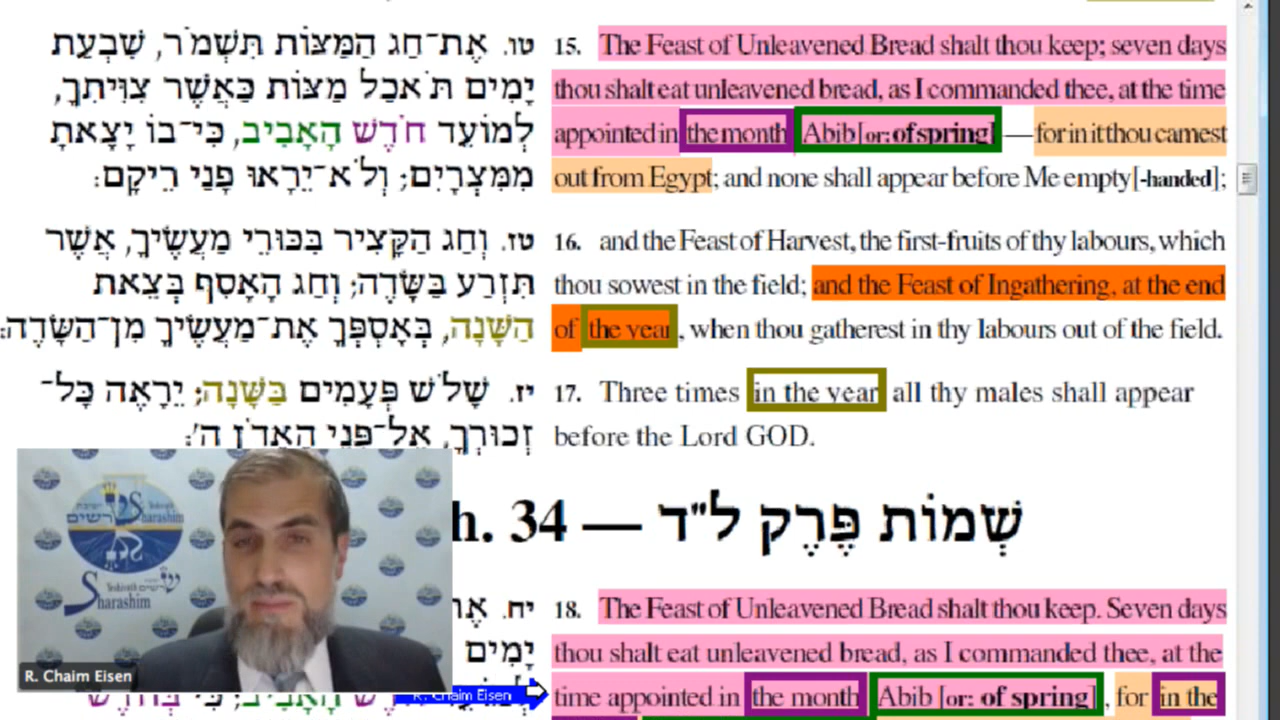 טו. אֶת־חַג הַמַּצּוֹת תִּשְׁמֹר, שִׁבְעַת
יָמִים תֹּאכַל מַצּוֹת כַּאֲשֶׁר צִוִּיתִךָ,
לְמוֹעֵד חֹדֶשׁ הָאָבִיב, כִּי־בוֹ יָצָאתָ
מִמִּצְרָיִם; וְלֹא־יֵרָאוּ פָנַי רֵיקָם:
15. The Feast of Unleavened Bread shalt thou keep; seven days
thou shalt eat unleavened bread, as I commanded thee, at the time
appointed in the month Abib [or: of spring] — for in it thou camest
out from Egypt; and none shall appear before Me empty[-handed];
טז. וְחַג הַקָּצִיר בִּכּוּרֵי מַעֲשֶׂיךָ, אֲשֶׁר
תִּזְרַע בַּשָּׂדֶה; וְחַג הָאָסִף בְּצֵאת
הַשָּׁנָה, בְּאָסְפְּךָ אֶת־מַעֲשֶׂיךָ מִן־הַשָּׂדֶה:
16. and the Feast of Harvest, the first-fruits of thy labours, which
thou sowest in the field; and the Feast of Ingathering, at the end
of the year, when thou gatherest in thy labours out of the field.
יז. שָׁלֹשׁ פְּעָמִים בַּשָּׁנָה; יֵרָאֶה כָּל־
זְכוּרְךָ, אֶל־פְּנֵי הָאָדֹן ה':
17. Three times in the year all thy males shall appear
before the Lord GOD.
h. 34 — שְׁמוֹת פֶּרֶק ל"ד
יח.
יָמִים
18. The Feast of Unleavened Bread shalt thou keep. Seven days
thou shalt eat unleavened bread, as I commanded thee, at the
time appointed in the month Abib [or: of spring], for in the
Yeshivath Sharashim
R. Chaim Eisen
R. Chaim Eisen